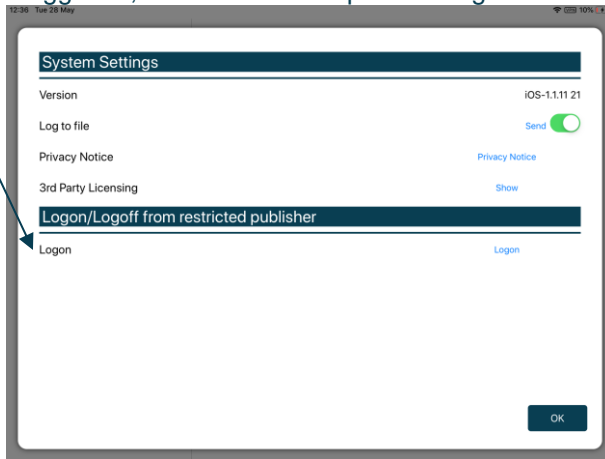 12:36 Tue 28 May 10%
System Settings
Version iOS-1.1.11 21
Log to file Send
Privacy Notice Privacy Notice
3rd Party Licensing Show
Logon/Logoff from restricted publisher
Logon Logon
OK